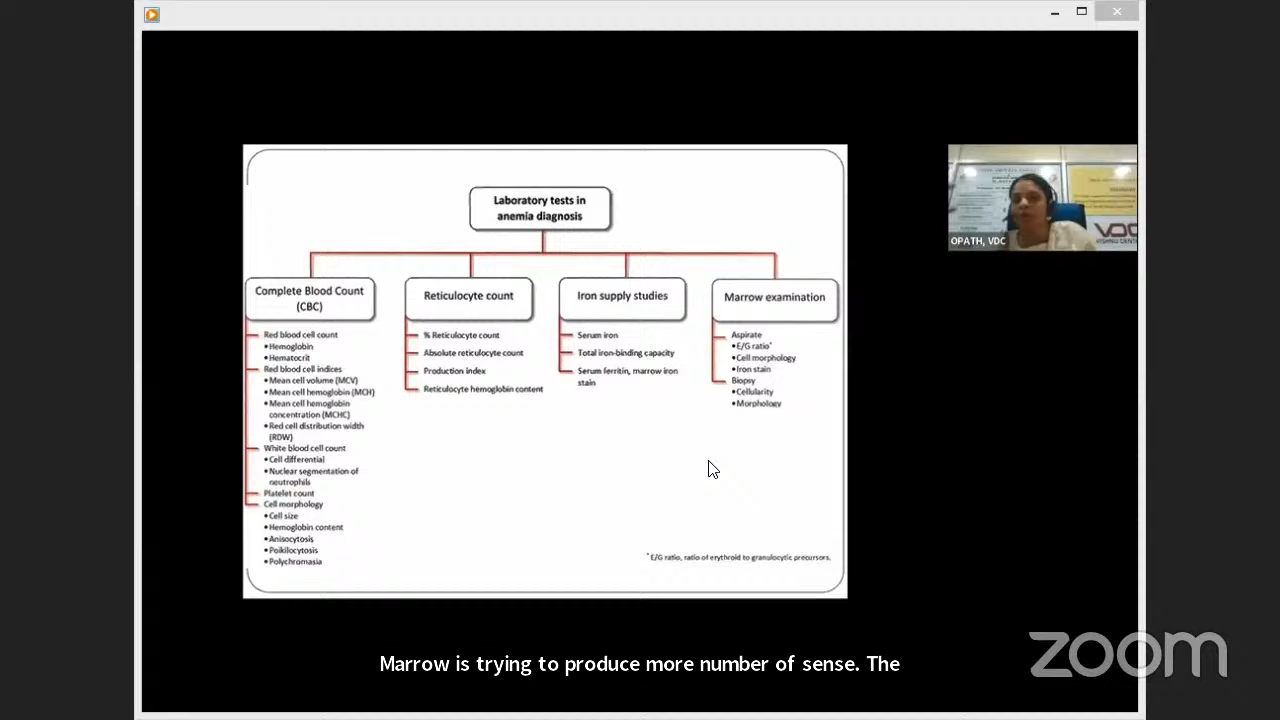 Laboratory tests in
anemia diagnosis
Complete Blood Count
(CBC)
Red blood cell count
•Hemoglobin
•Hematocrit
Red blood cell indices
•Mean cell volume (MCV)
•Mean cell hemoglobin (MCH)
•Mean cell hemoglobin
concentration (MCHC)
•Red cell distribution width
(RDW)
White blood cell count
•Cell differential
•Nuclear segmentation of
neutrophils
Platelet count
Cell morphology
•Cell size
•Hemoglobin content
•Anisocytosis
•Poikilocytosis
•Polychromasia
Reticulocyte count
% Reticulocyte count
Absolute reticulocyte count
Production index
Reticulocyte hemoglobin content
Iron supply studies
Serum iron
Total iron-binding capacity
Serum ferritin, marrow iron
stain
Marrow examination
Aspirate
•E/G ratio*
•Cell morphology
•Iron stain
Biopsy
•Cellularity
•Morphology
*E/G ratio, ratio of erythroid to granulocytic precursors.
OPATH, VDC
Marrow is trying to produce more number of sense. The
zoom